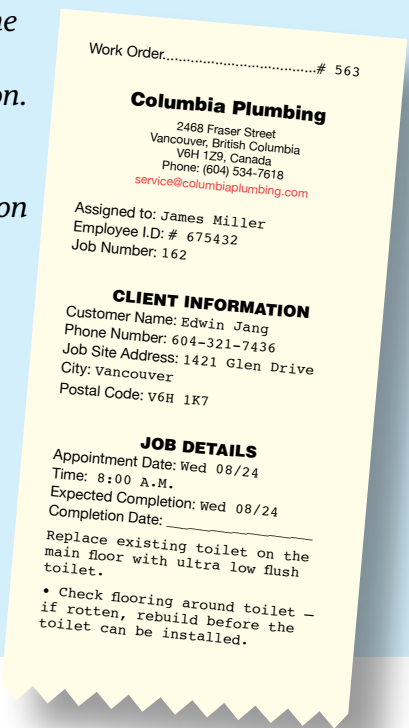 ne
on.
on
Work Order....................................# 563
Columbia Plumbing
2468 Fraser Street
Vancouver, British Columbia
V6H 1Z9, Canada
Phone: (604) 534-7618
service@columbiaplumbing.com
Assigned to: James Miller
Employee I.D: # 675432
Job Number: 162
CLIENT INFORMATION
Customer Name: Edwin Jang
Phone Number: 604-321-7436
Job Site Address: 1421 Glen Drive
City: Vancouver
Postal Code: V6H 1K7
JOB DETAILS
Appointment Date: Wed 08/24
Time: 8:00 A.M.
Expected Completion: Wed 08/24
Completion Date: _________________
Replace existing toilet on the
main floor with ultra low flush
toilet.
• Check flooring around toilet –
if rotten, rebuild before the
toilet can be installed.